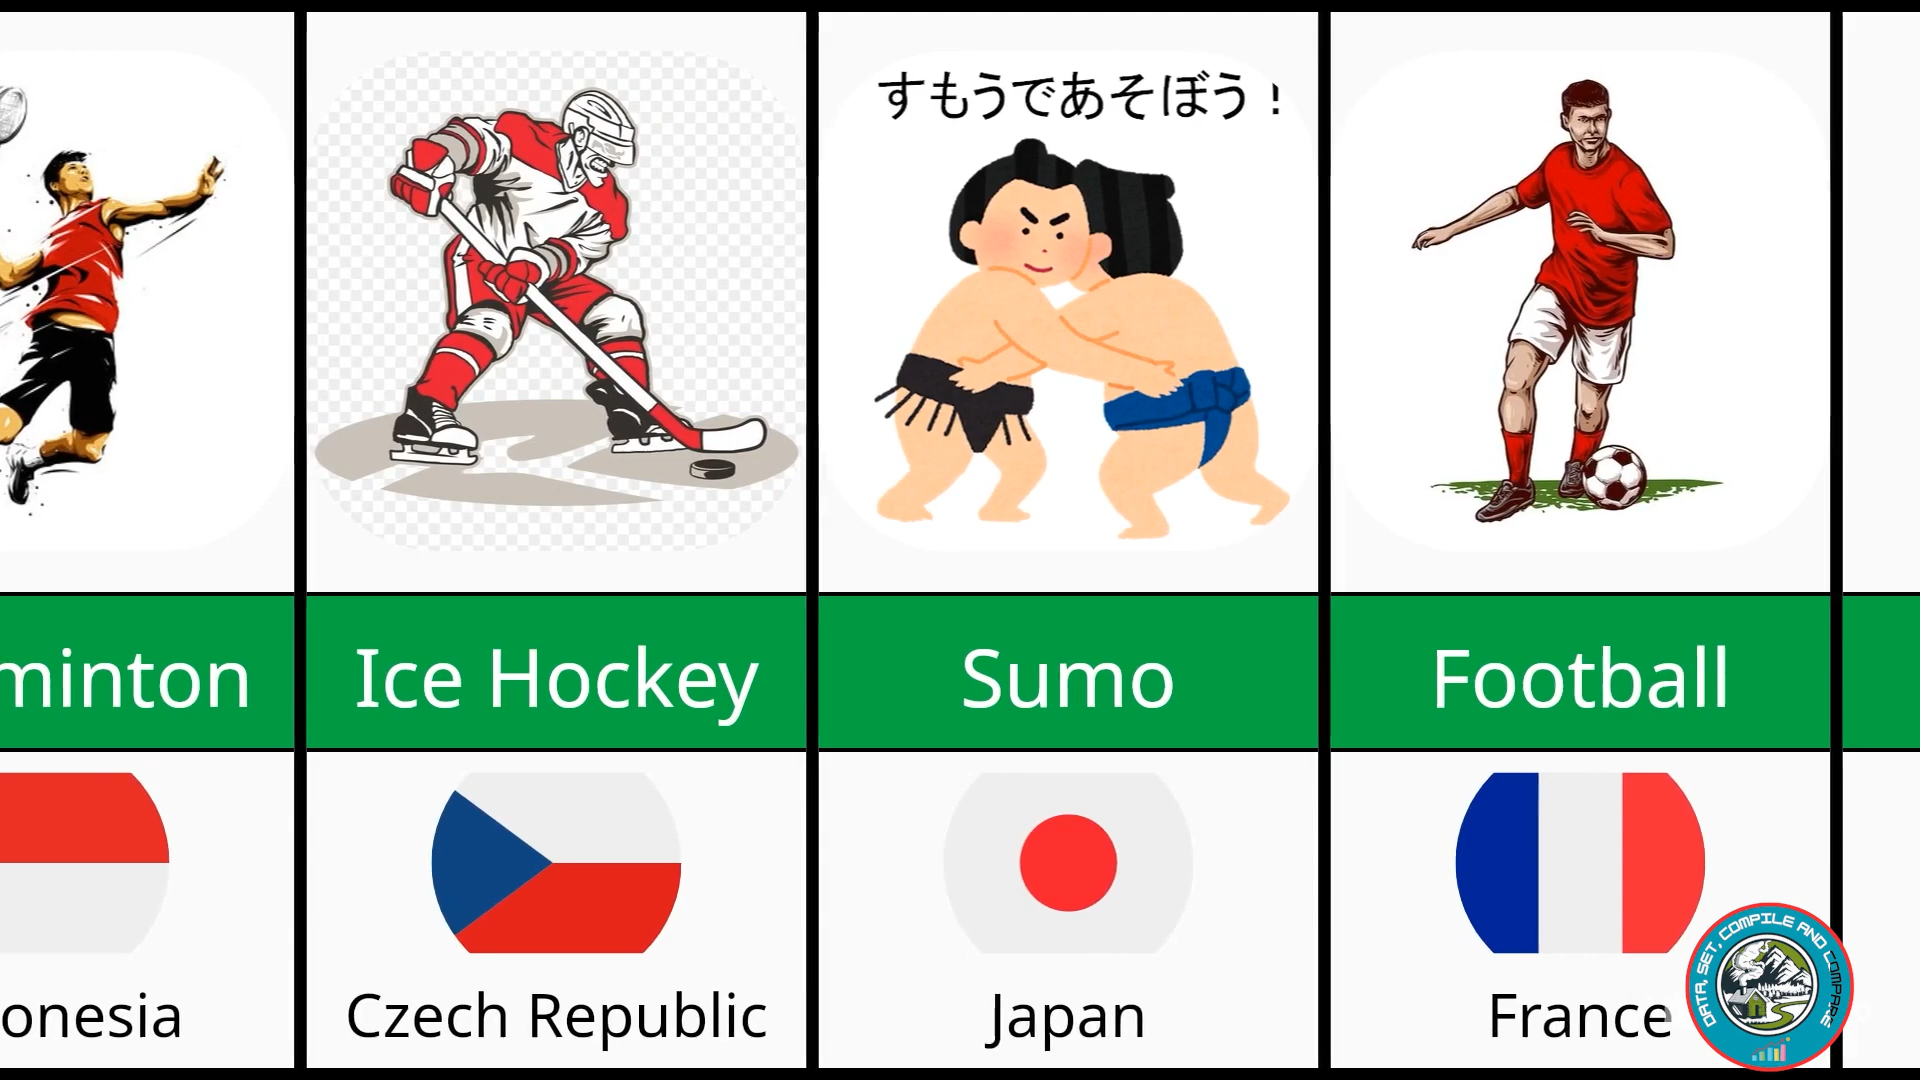 すもうであそぼう！
minton
Ice Hockey
Sumo
Football
onesia
Czech Republic
Japan
France
DATA, SET, COMPILE AND COMPARE